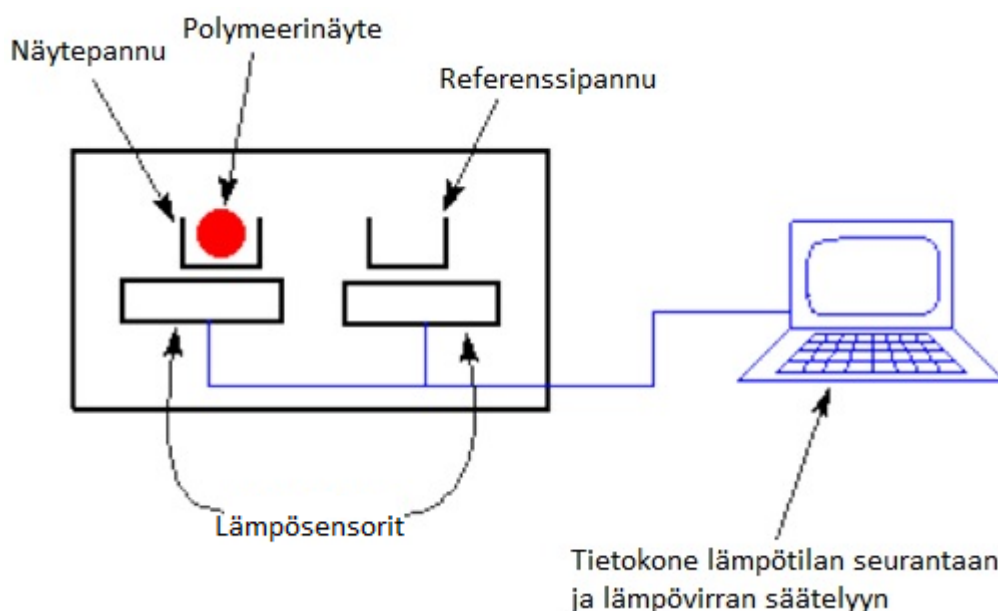 Polymeerinäyte
Näytepannu
Referenssipannu
Lämpösensorit
Tietokone lämpötilan seurantaan
ja lämpövirran säätelyyn